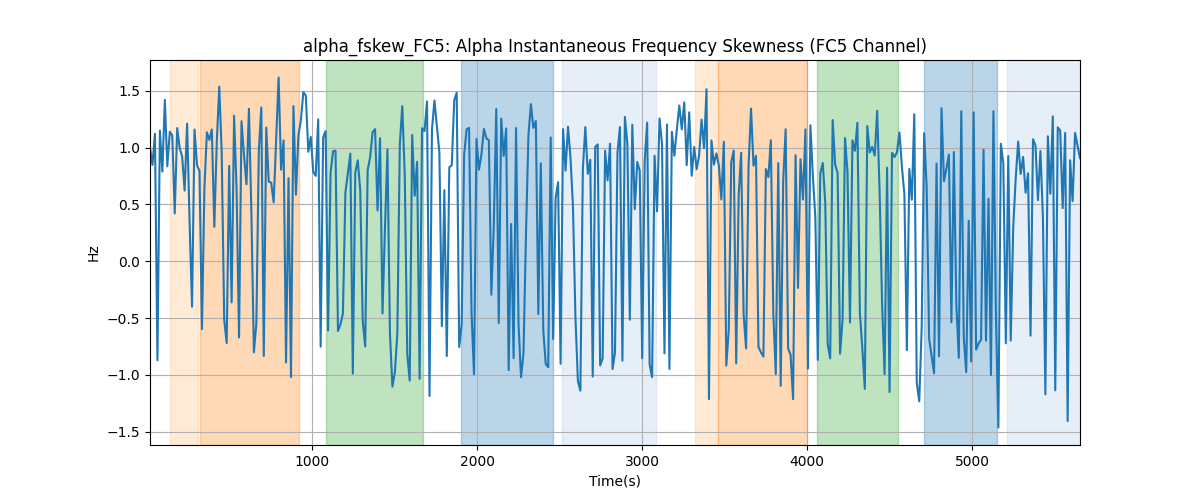 alpha_fskew_FC5: Alpha Instantaneous Frequency Skewness (FC5 Channel)
1.5
1.0
0.5
0.0
−0.5
−1.0
−1.5
Hz
1000 2000 3000 4000 5000
Time(s)